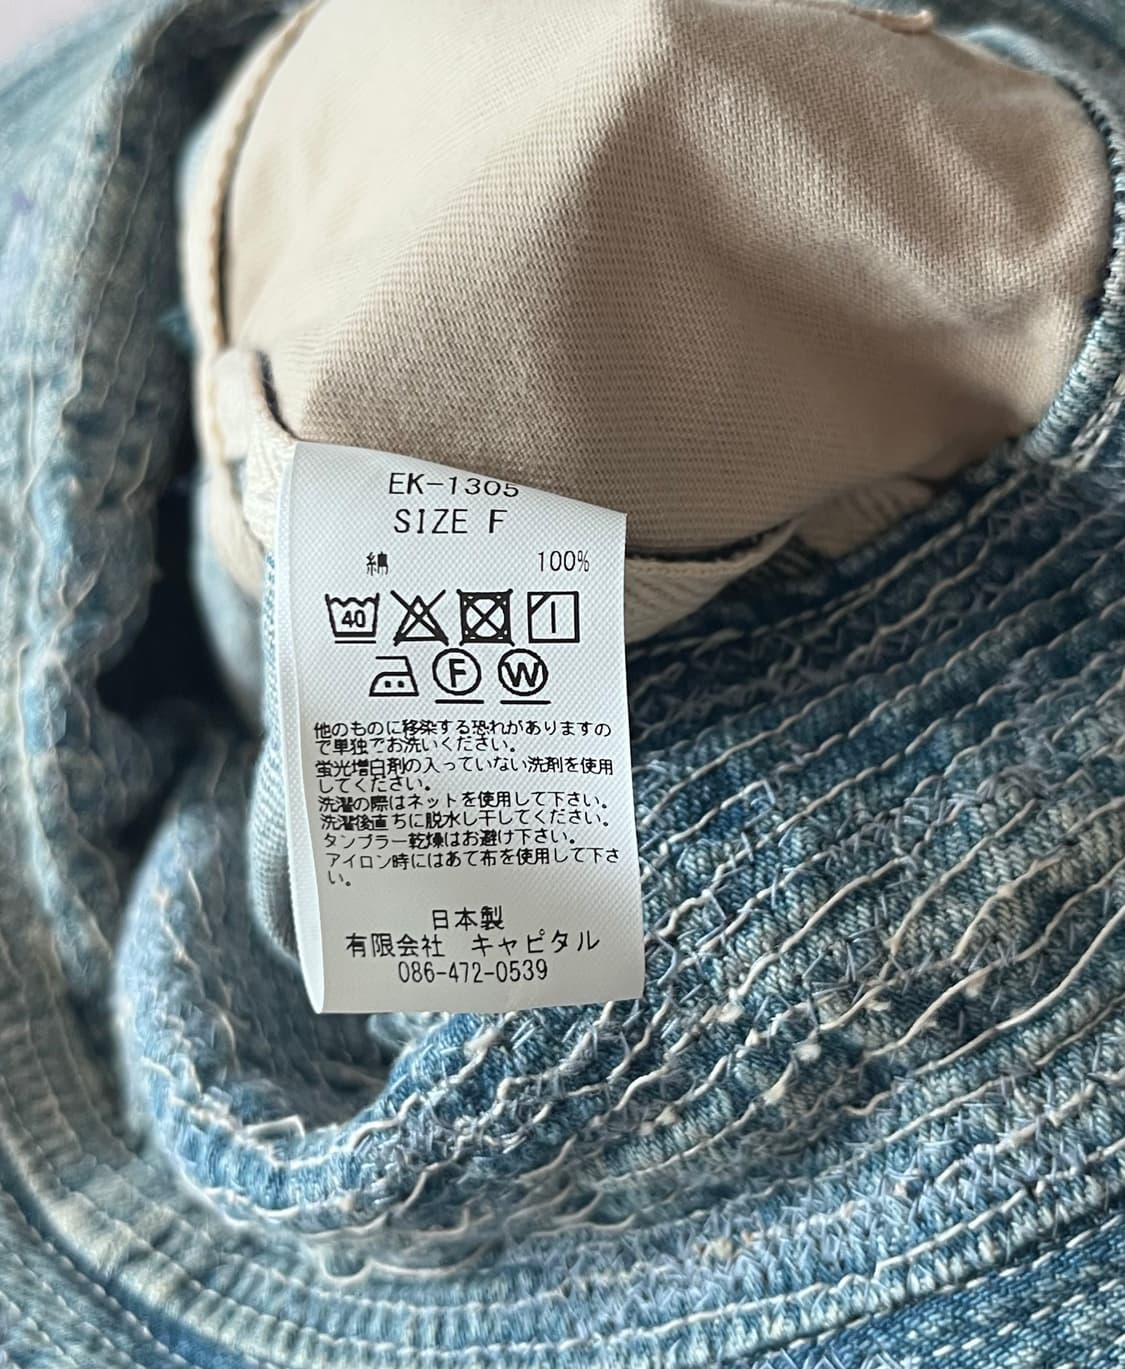 EK-1305
SIZE F
綿 100%
40
F W
他のものに移染する恐れがありますの
で単独でお洗いください。
蛍光増白剤の入っていない洗剤を使用
してください。
洗濯の際はネットを使用して下さい。
洗濯後直ちに脱水し干してください。
タンブラー乾燥はお避け下さい。
アイロン時にはあて布を使用して下さ
い。
日本製
有限会社 キャピタル
086-472-0539